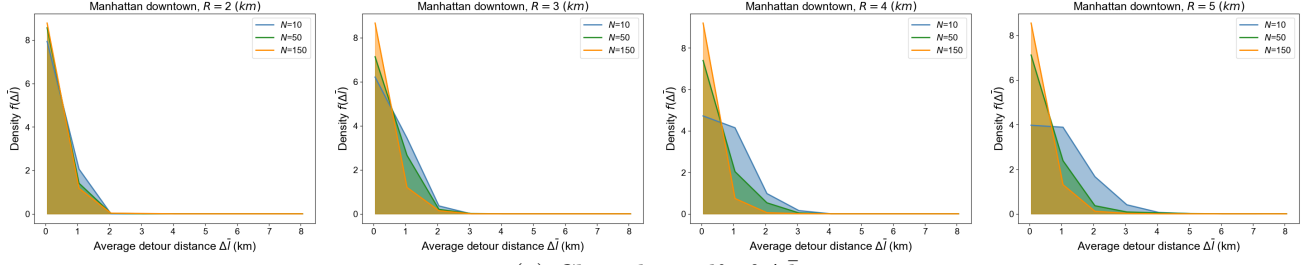 Manhattan downtown, R = 2 (km)
Density f(Δl̄)
8
6
4
2
0
0 1 2 3 4 5 6 7 8
Average detour distance Δl̄ (km)
N=10
N=50
N=150
Manhattan downtown, R = 3 (km)
Density f(Δl̄)
8
6
4
2
0
0 1 2 3 4 5 6 7 8
Average detour distance Δl̄ (km)
N=10
N=50
N=150
Manhattan downtown, R = 4 (km)
Density f(Δl̄)
8
6
4
2
0
0 1 2 3 4 5 6 7 8
Average detour distance Δl̄ (km)
N=10
N=50
N=150
Manhattan downtown, R = 5 (km)
Density f(Δl̄)
8
6
4
2
0
0 1 2 3 4 5 6 7 8
Average detour distance Δl̄ (km)
N=10
N=50
N=150